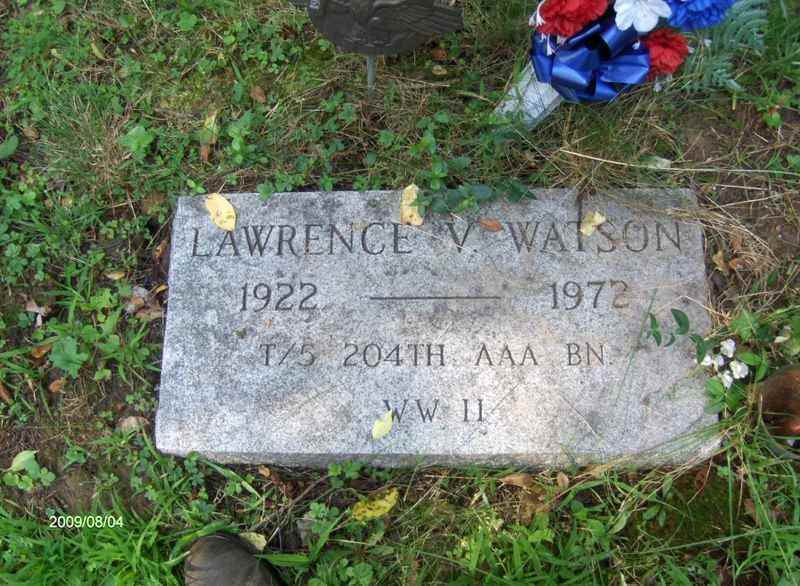 LAWRENCE V. WATSON
1922 — 1972
T/5 204TH AAA BN.
WW II
2009/08/04